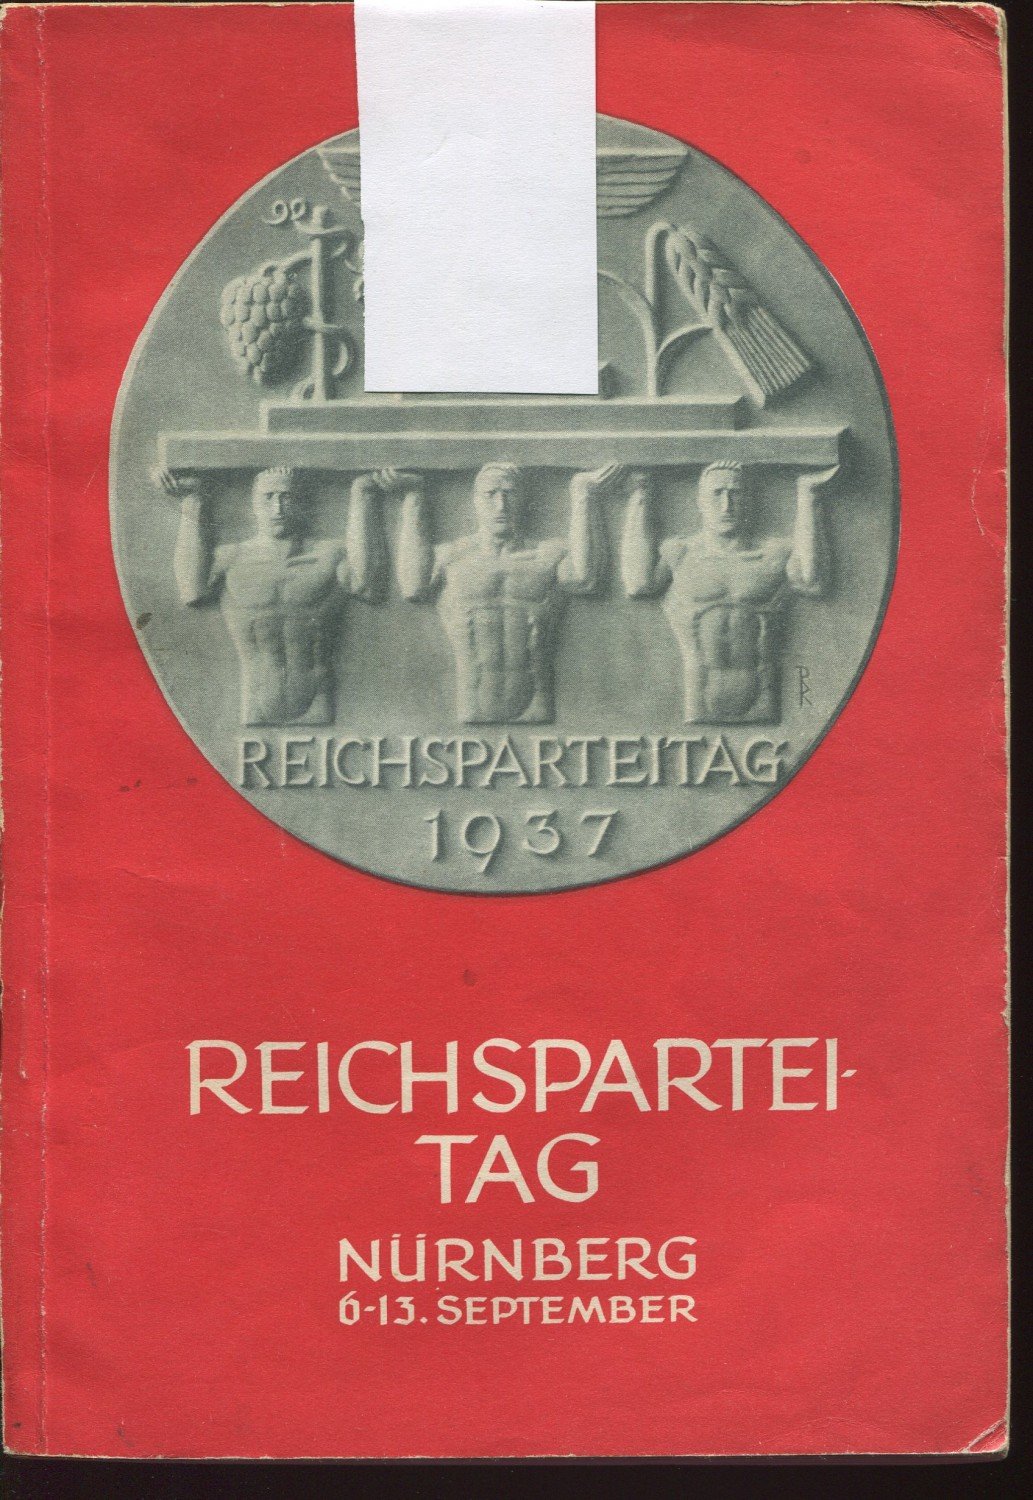 REICHSPARTEITAG
1937
REICHSPARTEI-
TAG
NÜRNBERG
6-13. SEPTEMBER